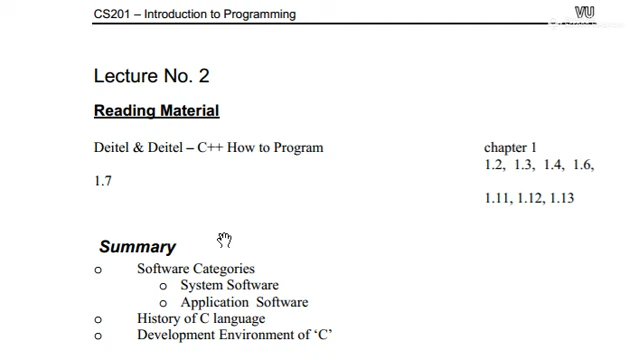 CS201 – Introduction to Programming
VU
Lecture No. 2
Reading Material
Deitel & Deitel – C++ How to Program chapter 1
1.2, 1.3, 1.4, 1.6,
1.7
1.11, 1.12, 1.13
Summary
o Software Categories
o System Software
o Application Software
o History of C language
o Development Environment of ‘C’